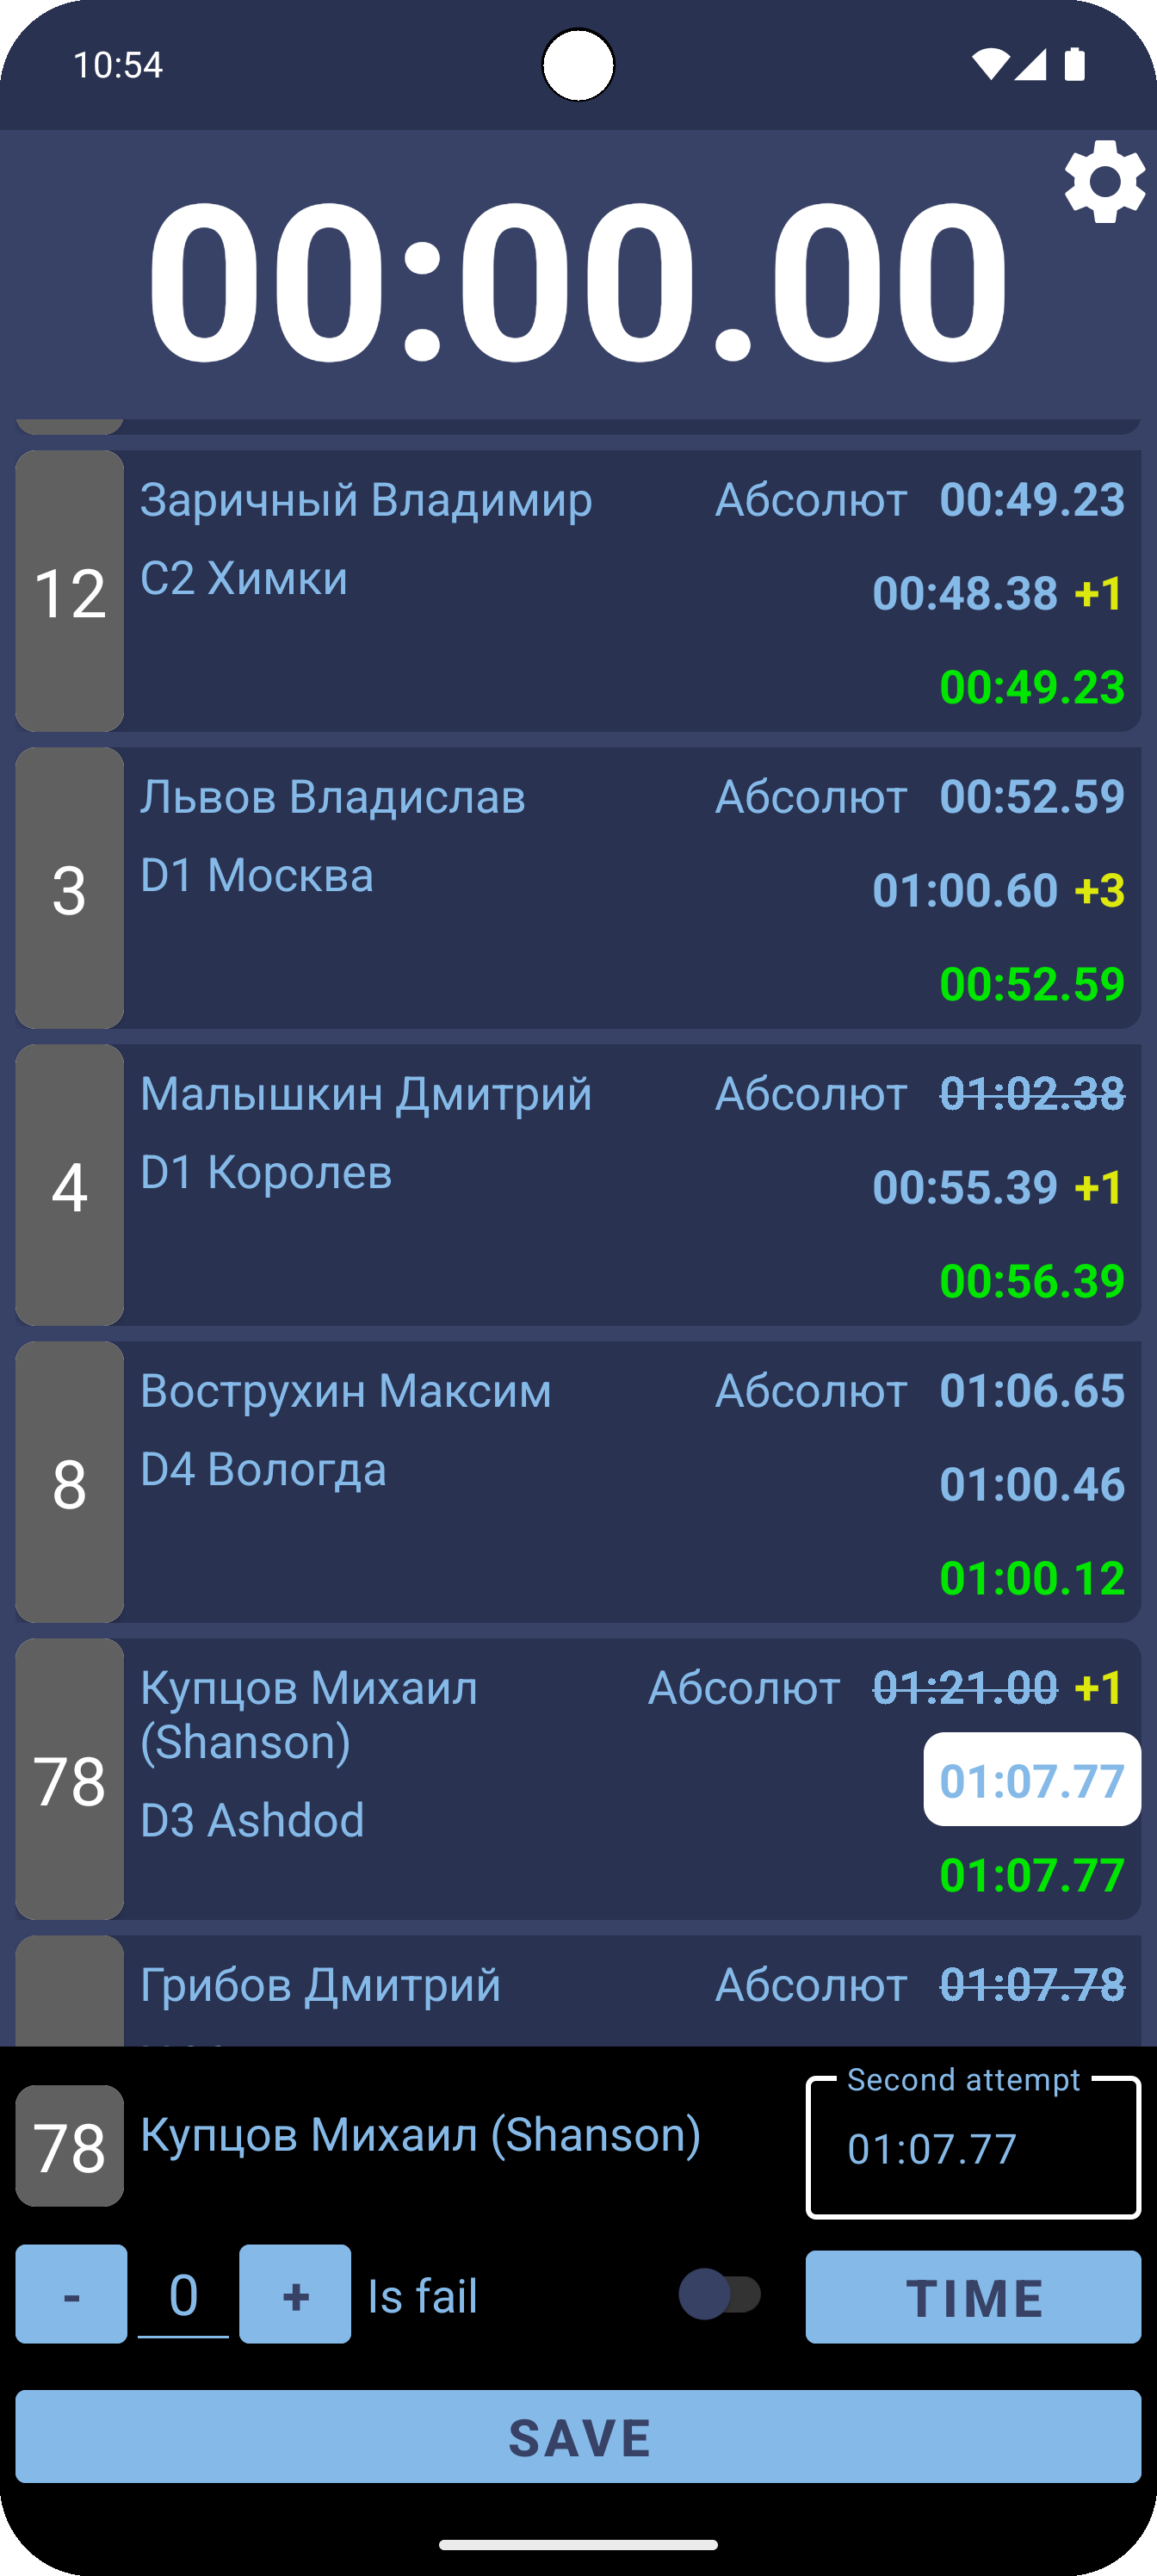 10:54
00:00.00
12
Заричный Владимир Абсолют 00:49.23
C2 Химки
00:48.38 +1
00:49.23
3
Львов Владислав Абсолют 00:52.59
D1 Москва
01:00.60 +3
00:52.59
4
Малышкин Дмитрий Абсолют 01:02.38
D1 Королев
00:55.39 +1
00:56.39
8
Вострухин Максим Абсолют 01:06.65
D4 Вологда
01:00.46
01:00.12
78
Купцов Михаил Абсолют 01:21.00 +1
(Shanson)
01:07.77
D3 Ashdod
01:07.77
Грибов Дмитрий Абсолют 01:07.78
Second attempt
78 Купцов Михаил (Shanson) 01:07.77
- 0 + Is fail TIME
SAVE